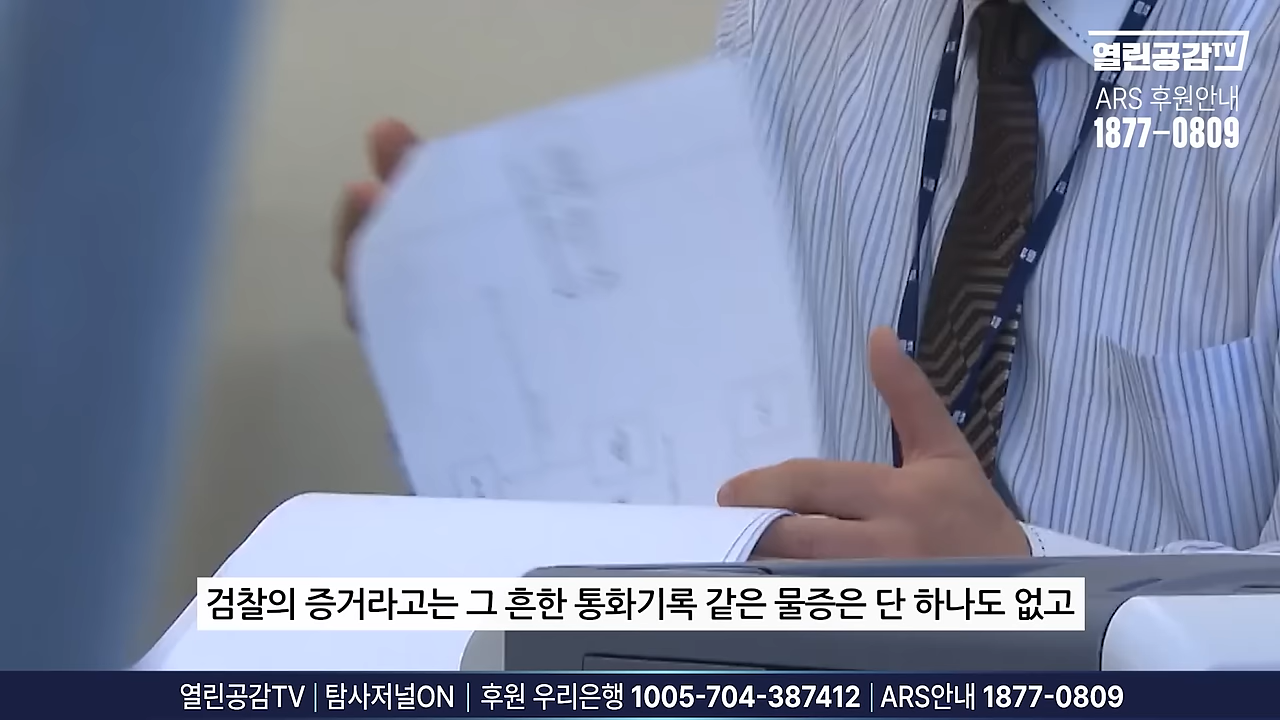 열린공감TV
ARS 후원안내
1877-0809
검찰의 증거라고는 그 흔한 통화기록 같은 물증은 단 하나도 없고
열린공감TV | 탐사저널ON | 후원 우리은행 1005-704-387412 | ARS안내 1877-0809